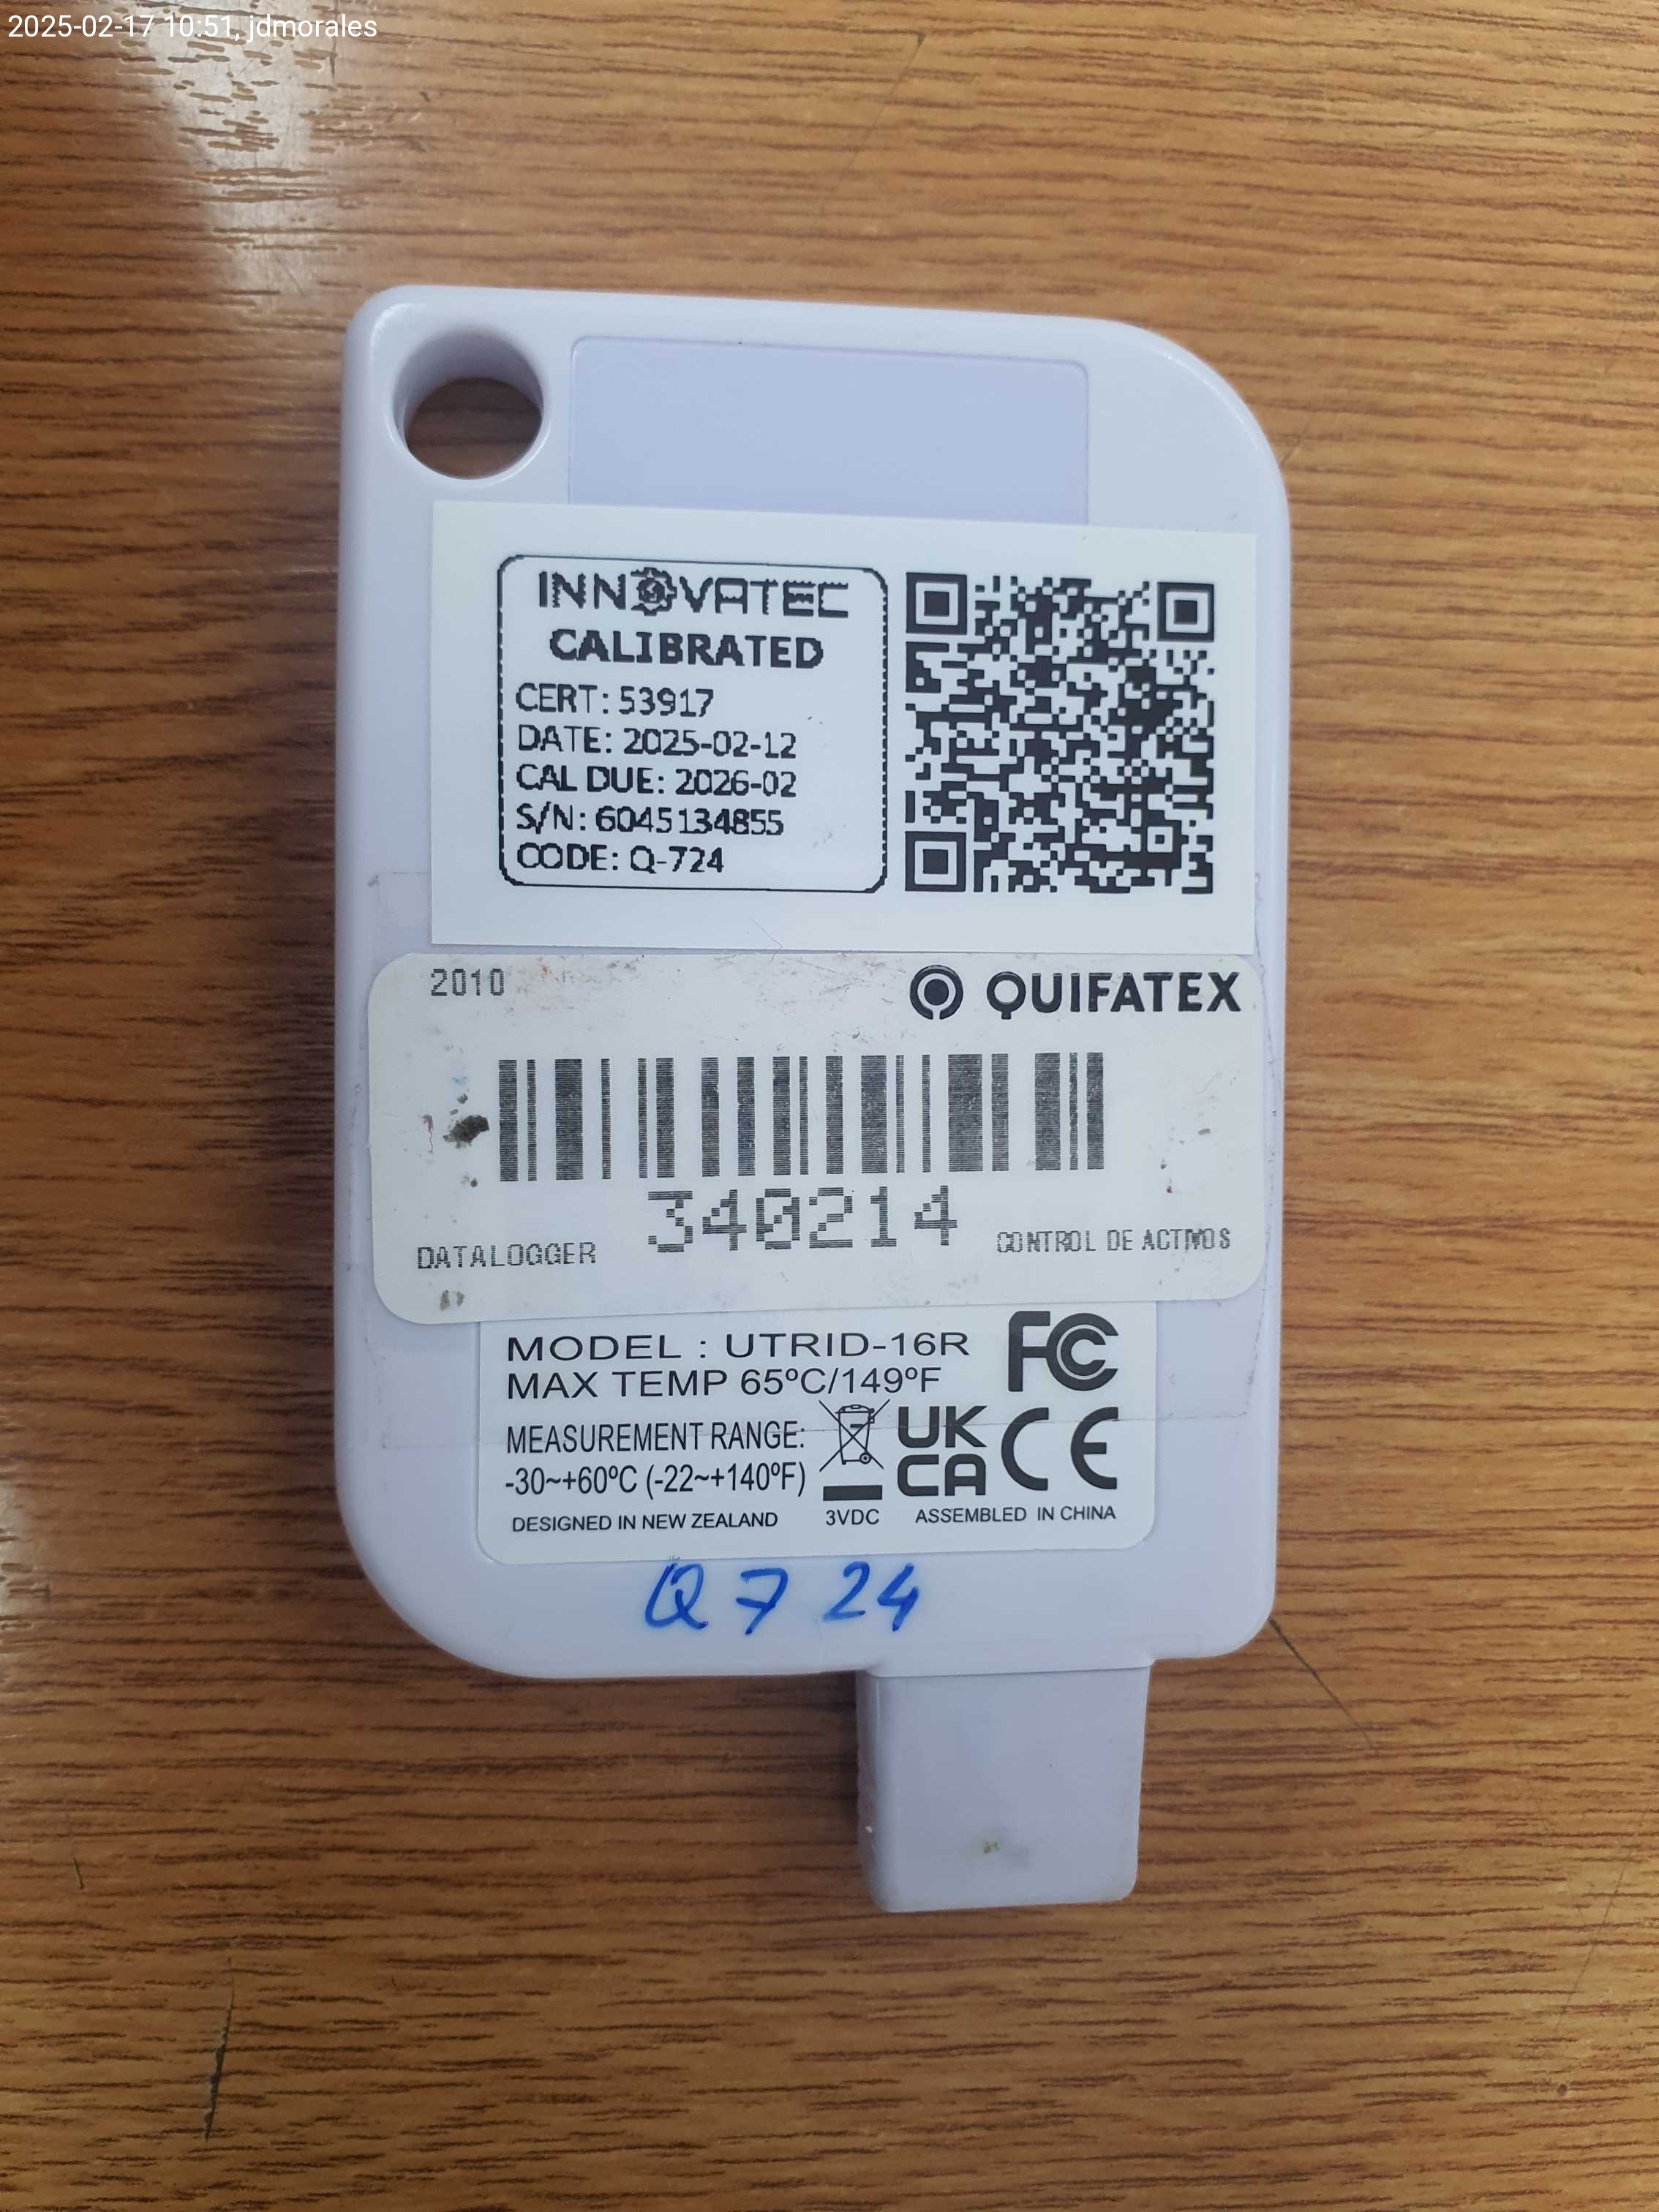 2025-02-17 10:51, jdmorales
INNOVATEC
CALIBRATED
CERT: 53917
DATE: 2025-02-12
CAL DUE: 2026-02
S/N: 6045134855
CODE: Q-724
2010
QUIFATEX
340214
DATALOGGER
CONTROL DE ACTIVOS
MODEL : UTRID-16R
MAX TEMP 65ºC/149ºF
FC
MEASUREMENT RANGE:
-30~+60ºC (-22~+140ºF)
UK
CA
CE
DESIGNED IN NEW ZEALAND
3VDC
ASSEMBLED IN CHINA
Q724